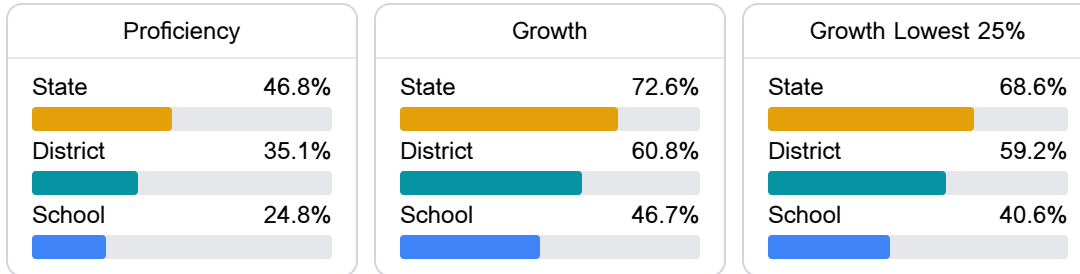 Proficiency
State 46.8%
District 35.1%
School 24.8%
Growth
State 72.6%
District 60.8%
School 46.7%
Growth Lowest 25%
State 68.6%
District 59.2%
School 40.6%